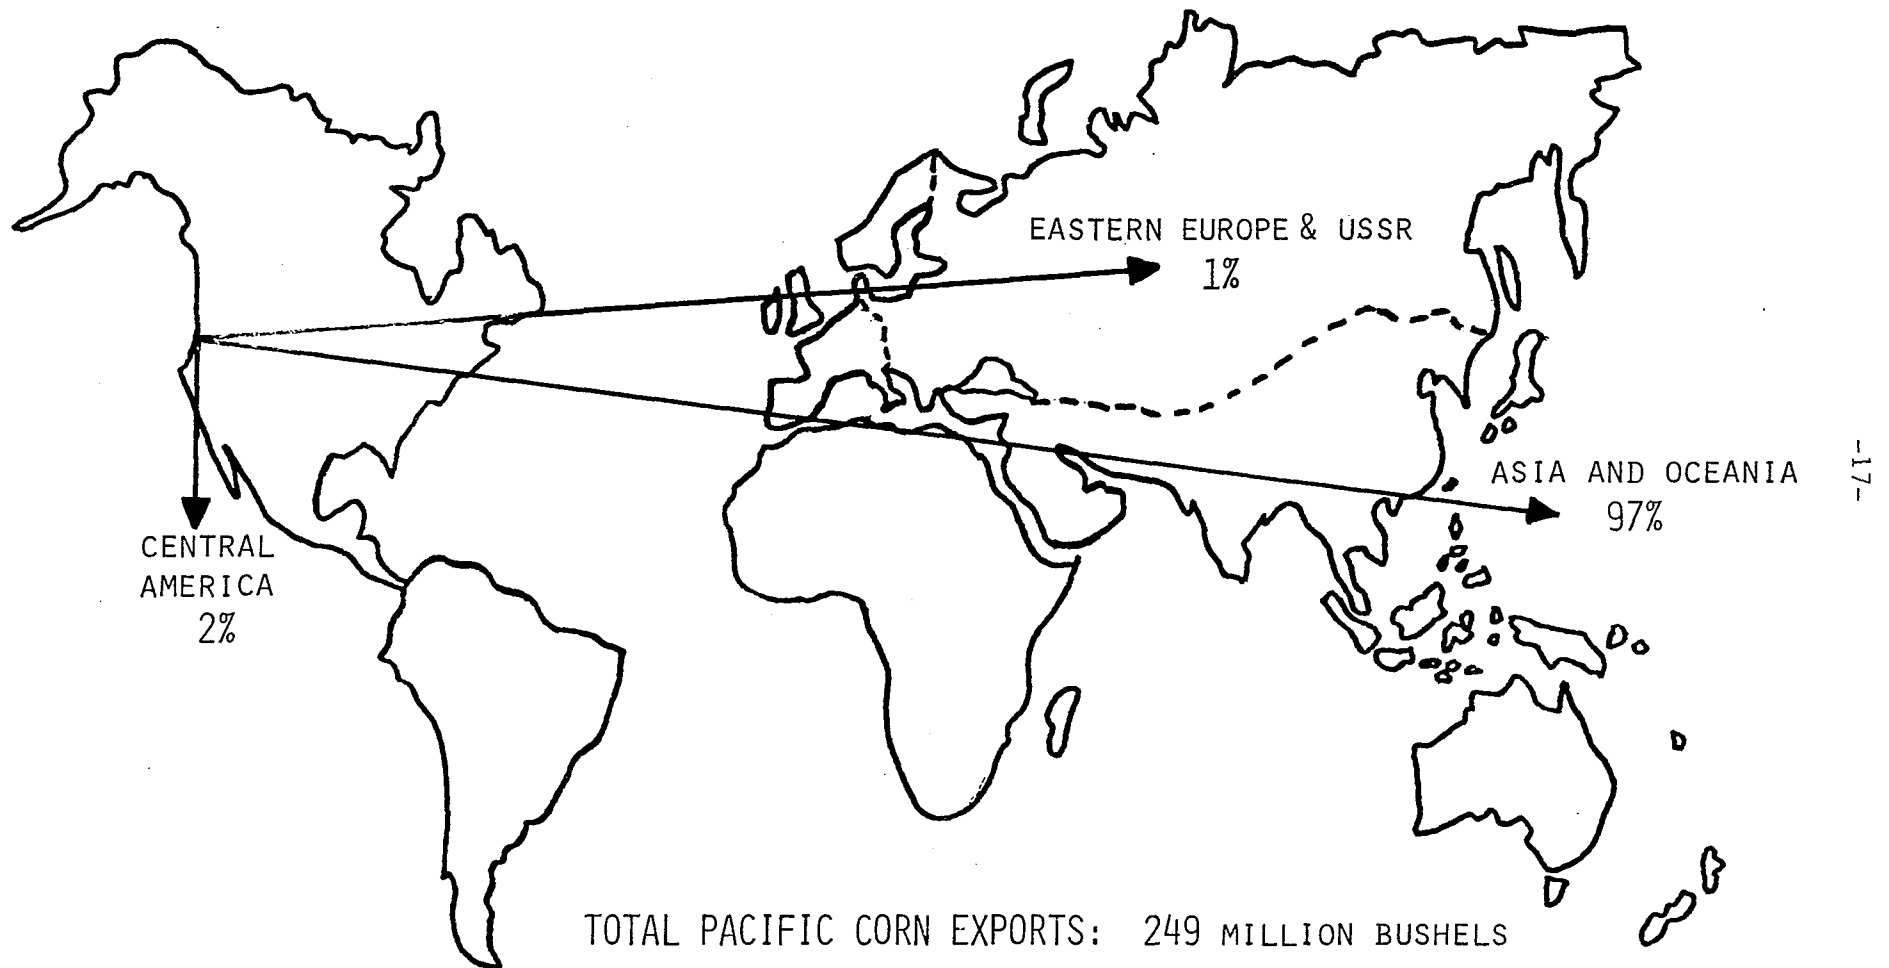 EASTERN EUROPE & USSR
1%
ASIA AND OCEANIA
97%
CENTRAL
AMERICA
2%
TOTAL PACIFIC CORN EXPORTS: 249 MILLION BUSHELS
-17-